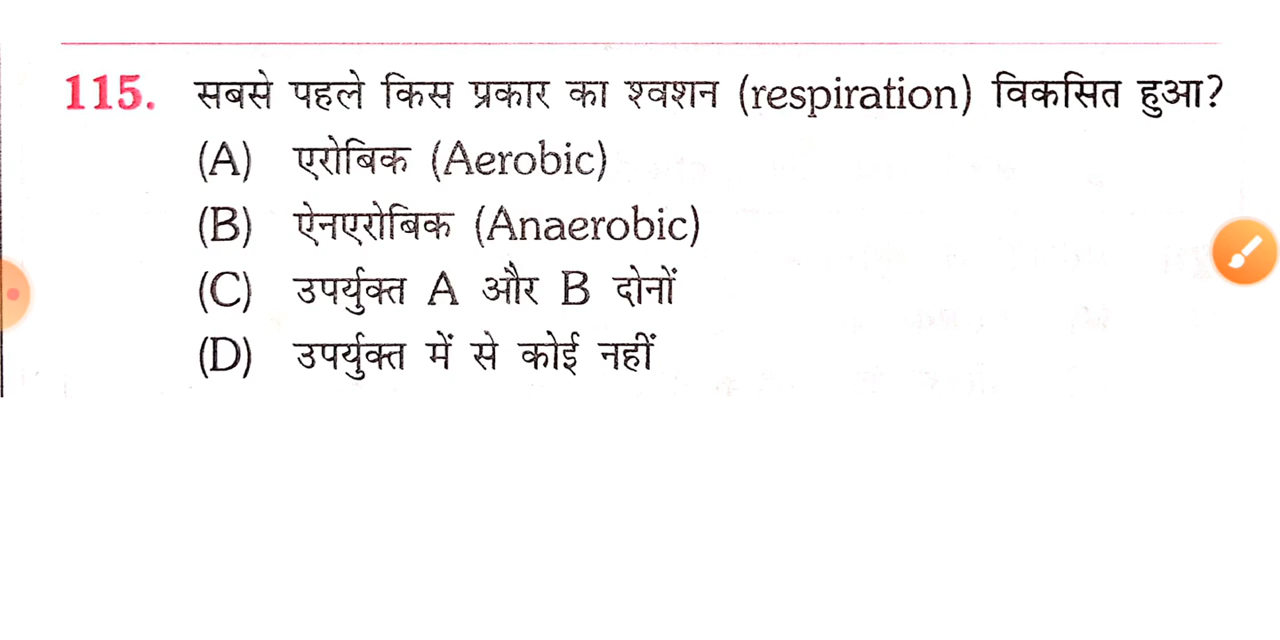 115. सबसे पहले किस प्रकार का श्वशन (respiration) विकसित हुआ?
(A) एरोबिक (Aerobic)
(B) ऐनएरोबिक (Anaerobic)
(C) उपर्युक्त A और B दोनों
(D) उपर्युक्त में से कोई नहीं